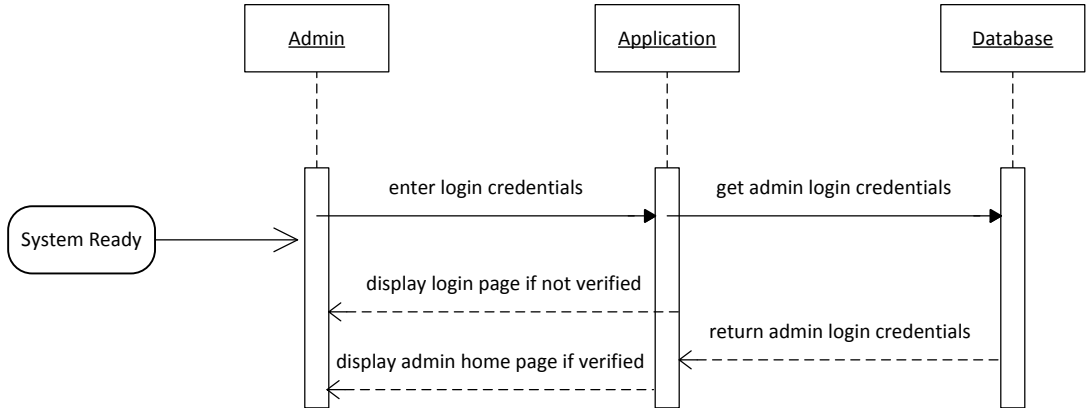 Admin
Application
Database
enter login credentials
get admin login credentials
System Ready
display login page if not verified
return admin login credentials
display admin home page if verified